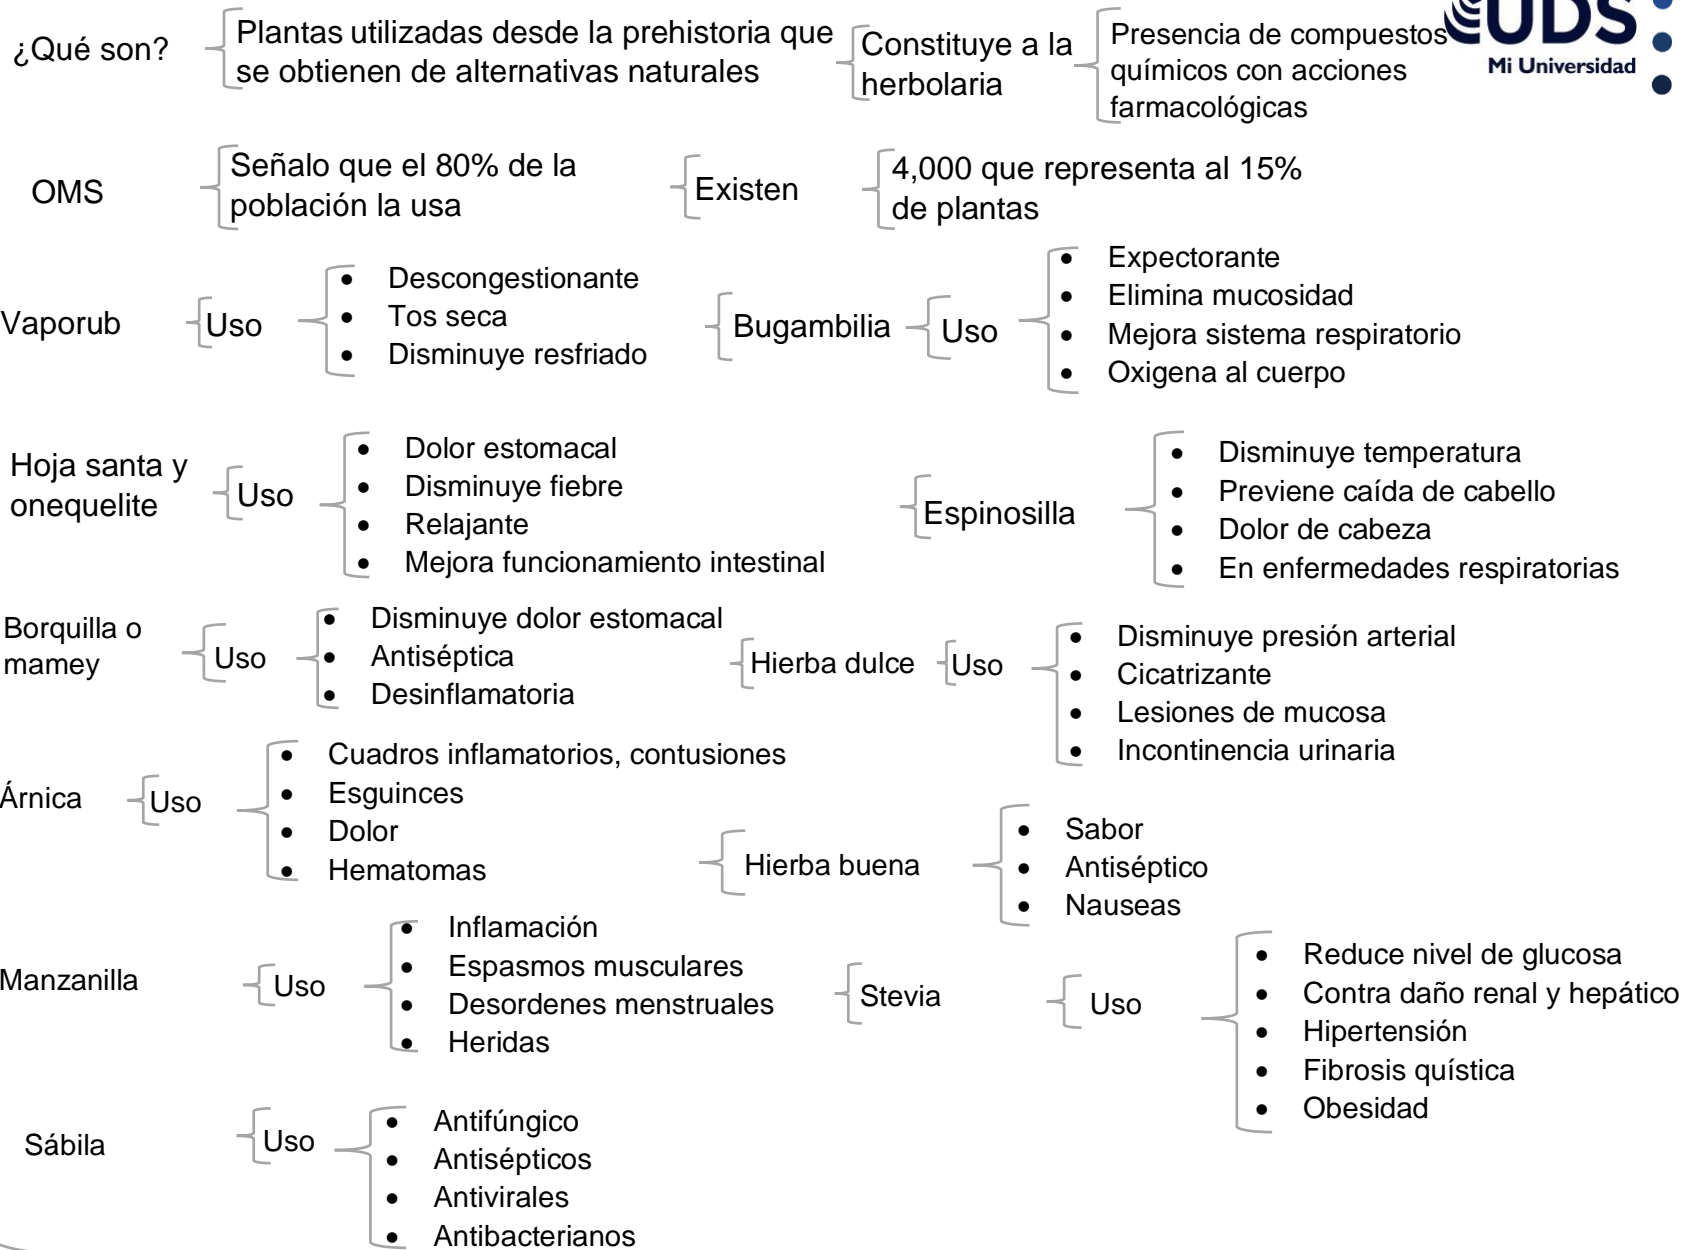 ¿Qué son?
Plantas utilizadas desde la prehistoria que
se obtienen de alternativas naturales
Constituye a la
herbolaria
Presencia de compuestos
químicos con acciones
farmacológicas
UDS
Mi Universidad
OMS
Señalo que el 80% de la
población la usa
Existen
4,000 que representa al 15%
de plantas
Vaporub
Uso
• Descongestionante
• Tos seca
• Disminuye resfriado
Bugambilia
Uso
• Expectorante
• Elimina mucosidad
• Mejora sistema respiratorio
• Oxigena al cuerpo
Hoja santa y
onequelite
Uso
• Dolor estomacal
• Disminuye fiebre
• Relajante
• Mejora funcionamiento intestinal
Espinosilla
• Disminuye temperatura
• Previene caída de cabello
• Dolor de cabeza
• En enfermedades respiratorias
Borquilla o
mamey
Uso
• Disminuye dolor estomacal
• Antiséptica
• Desinflamatoria
Hierba dulce
Uso
• Disminuye presión arterial
• Cicatrizante
• Lesiones de mucosa
• Incontinencia urinaria
Árnica
Uso
• Cuadros inflamatorios, contusiones
• Esguinces
• Dolor
• Hematomas
Hierba buena
• Sabor
• Antiséptico
• Nauseas
Manzanilla
Uso
• Inflamación
• Espasmos musculares
• Desordenes menstruales
• Heridas
Stevia
Uso
• Reduce nivel de glucosa
• Contra daño renal y hepático
• Hipertensión
• Fibrosis quística
• Obesidad
Sábila
Uso
• Antifúngico
• Antisépticos
• Antivirales
• Antibacterianos